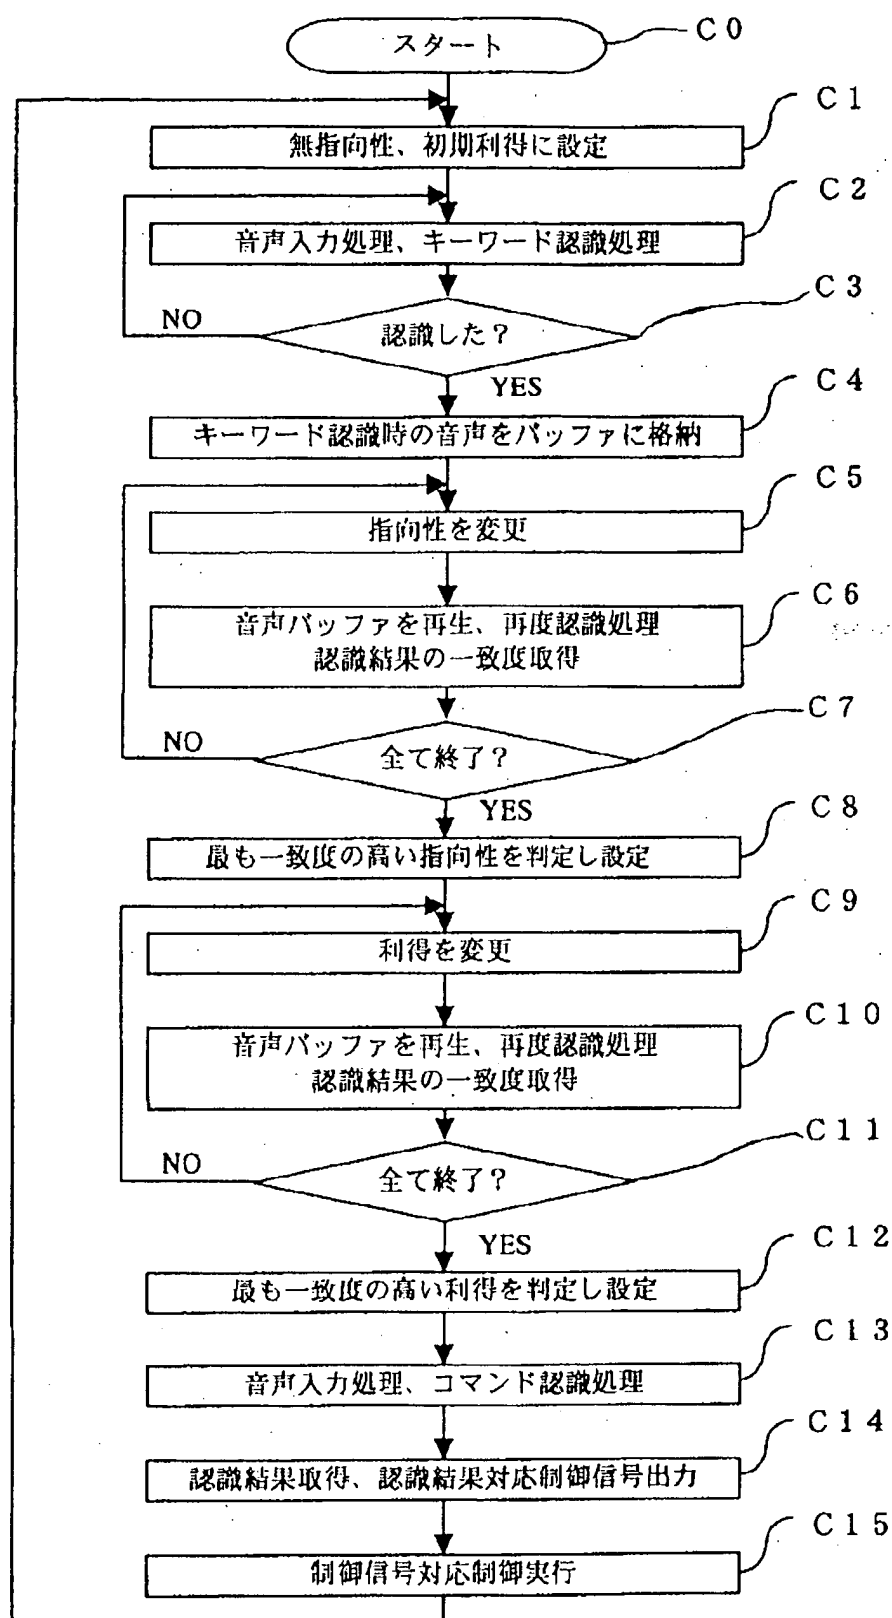 スタート
C0
C1
無指向性、初期利得に設定
C2
音声入力処理、キーワード認識処理
C3
認識した?
NO
YES
C4
キーワード認識時の音声をバッファに格納
C5
指向性を変更
C6
音声バッファを再生、再度認識処理
認識結果の一致度取得
C7
全て終了?
NO
YES
C8
最も一致度の高い指向性を判定し設定
C9
利得を変更
C10
音声バッファを再生、再度認識処理
認識結果の一致度取得
C11
全て終了?
NO
YES
C12
最も一致度の高い利得を判定し設定
C13
音声入力処理、コマンド認識処理
C14
認識結果取得、認識結果対応制御信号出力
C15
制御信号対応制御実行